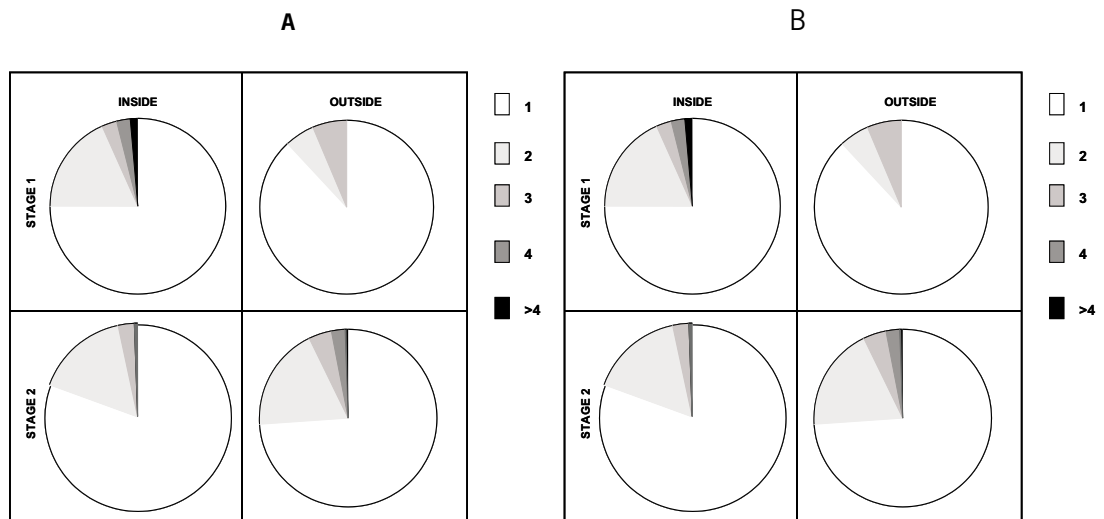 A
B
INSIDE
OUTSIDE
STAGE 1
STAGE 2
1
2
3
4
>4
INSIDE
OUTSIDE
STAGE 1
STAGE 2
1
2
3
4
>4